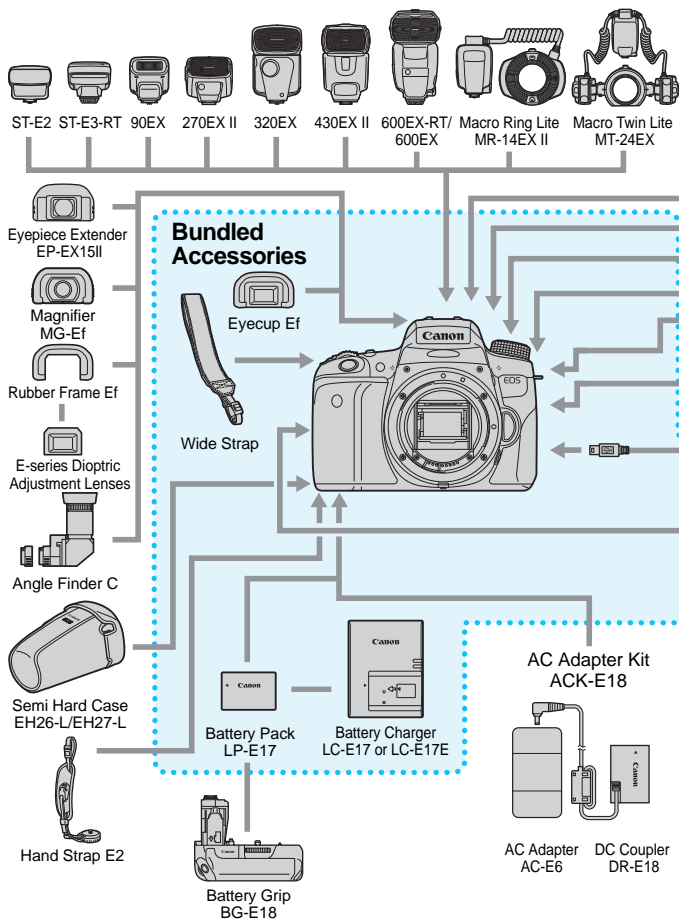 ST-E2 ST-E3-RT 90EX 270EX II 320EX 430EX II 600EX-RT/
600EX
Macro Ring Lite
MR-14EX II
Macro Twin Lite
MT-24EX
Eyepiece Extender
EP-EX15II
Magnifier
MG-Ef
Rubber Frame Ef
E-series Dioptric
Adjustment Lenses
Angle Finder C
Semi Hard Case
EH26-L/EH27-L
Hand Strap E2
Bundled
Accessories
Eyecup Ef
Wide Strap
Canon
EOS
Canon
Battery Pack
LP-E17
Canon
Battery Charger
LC-E17 or LC-E17E
Canon
Battery Grip
BG-E18
AC Adapter Kit
ACK-E18
Canon
AC Adapter
AC-E6
DC Coupler
DR-E18